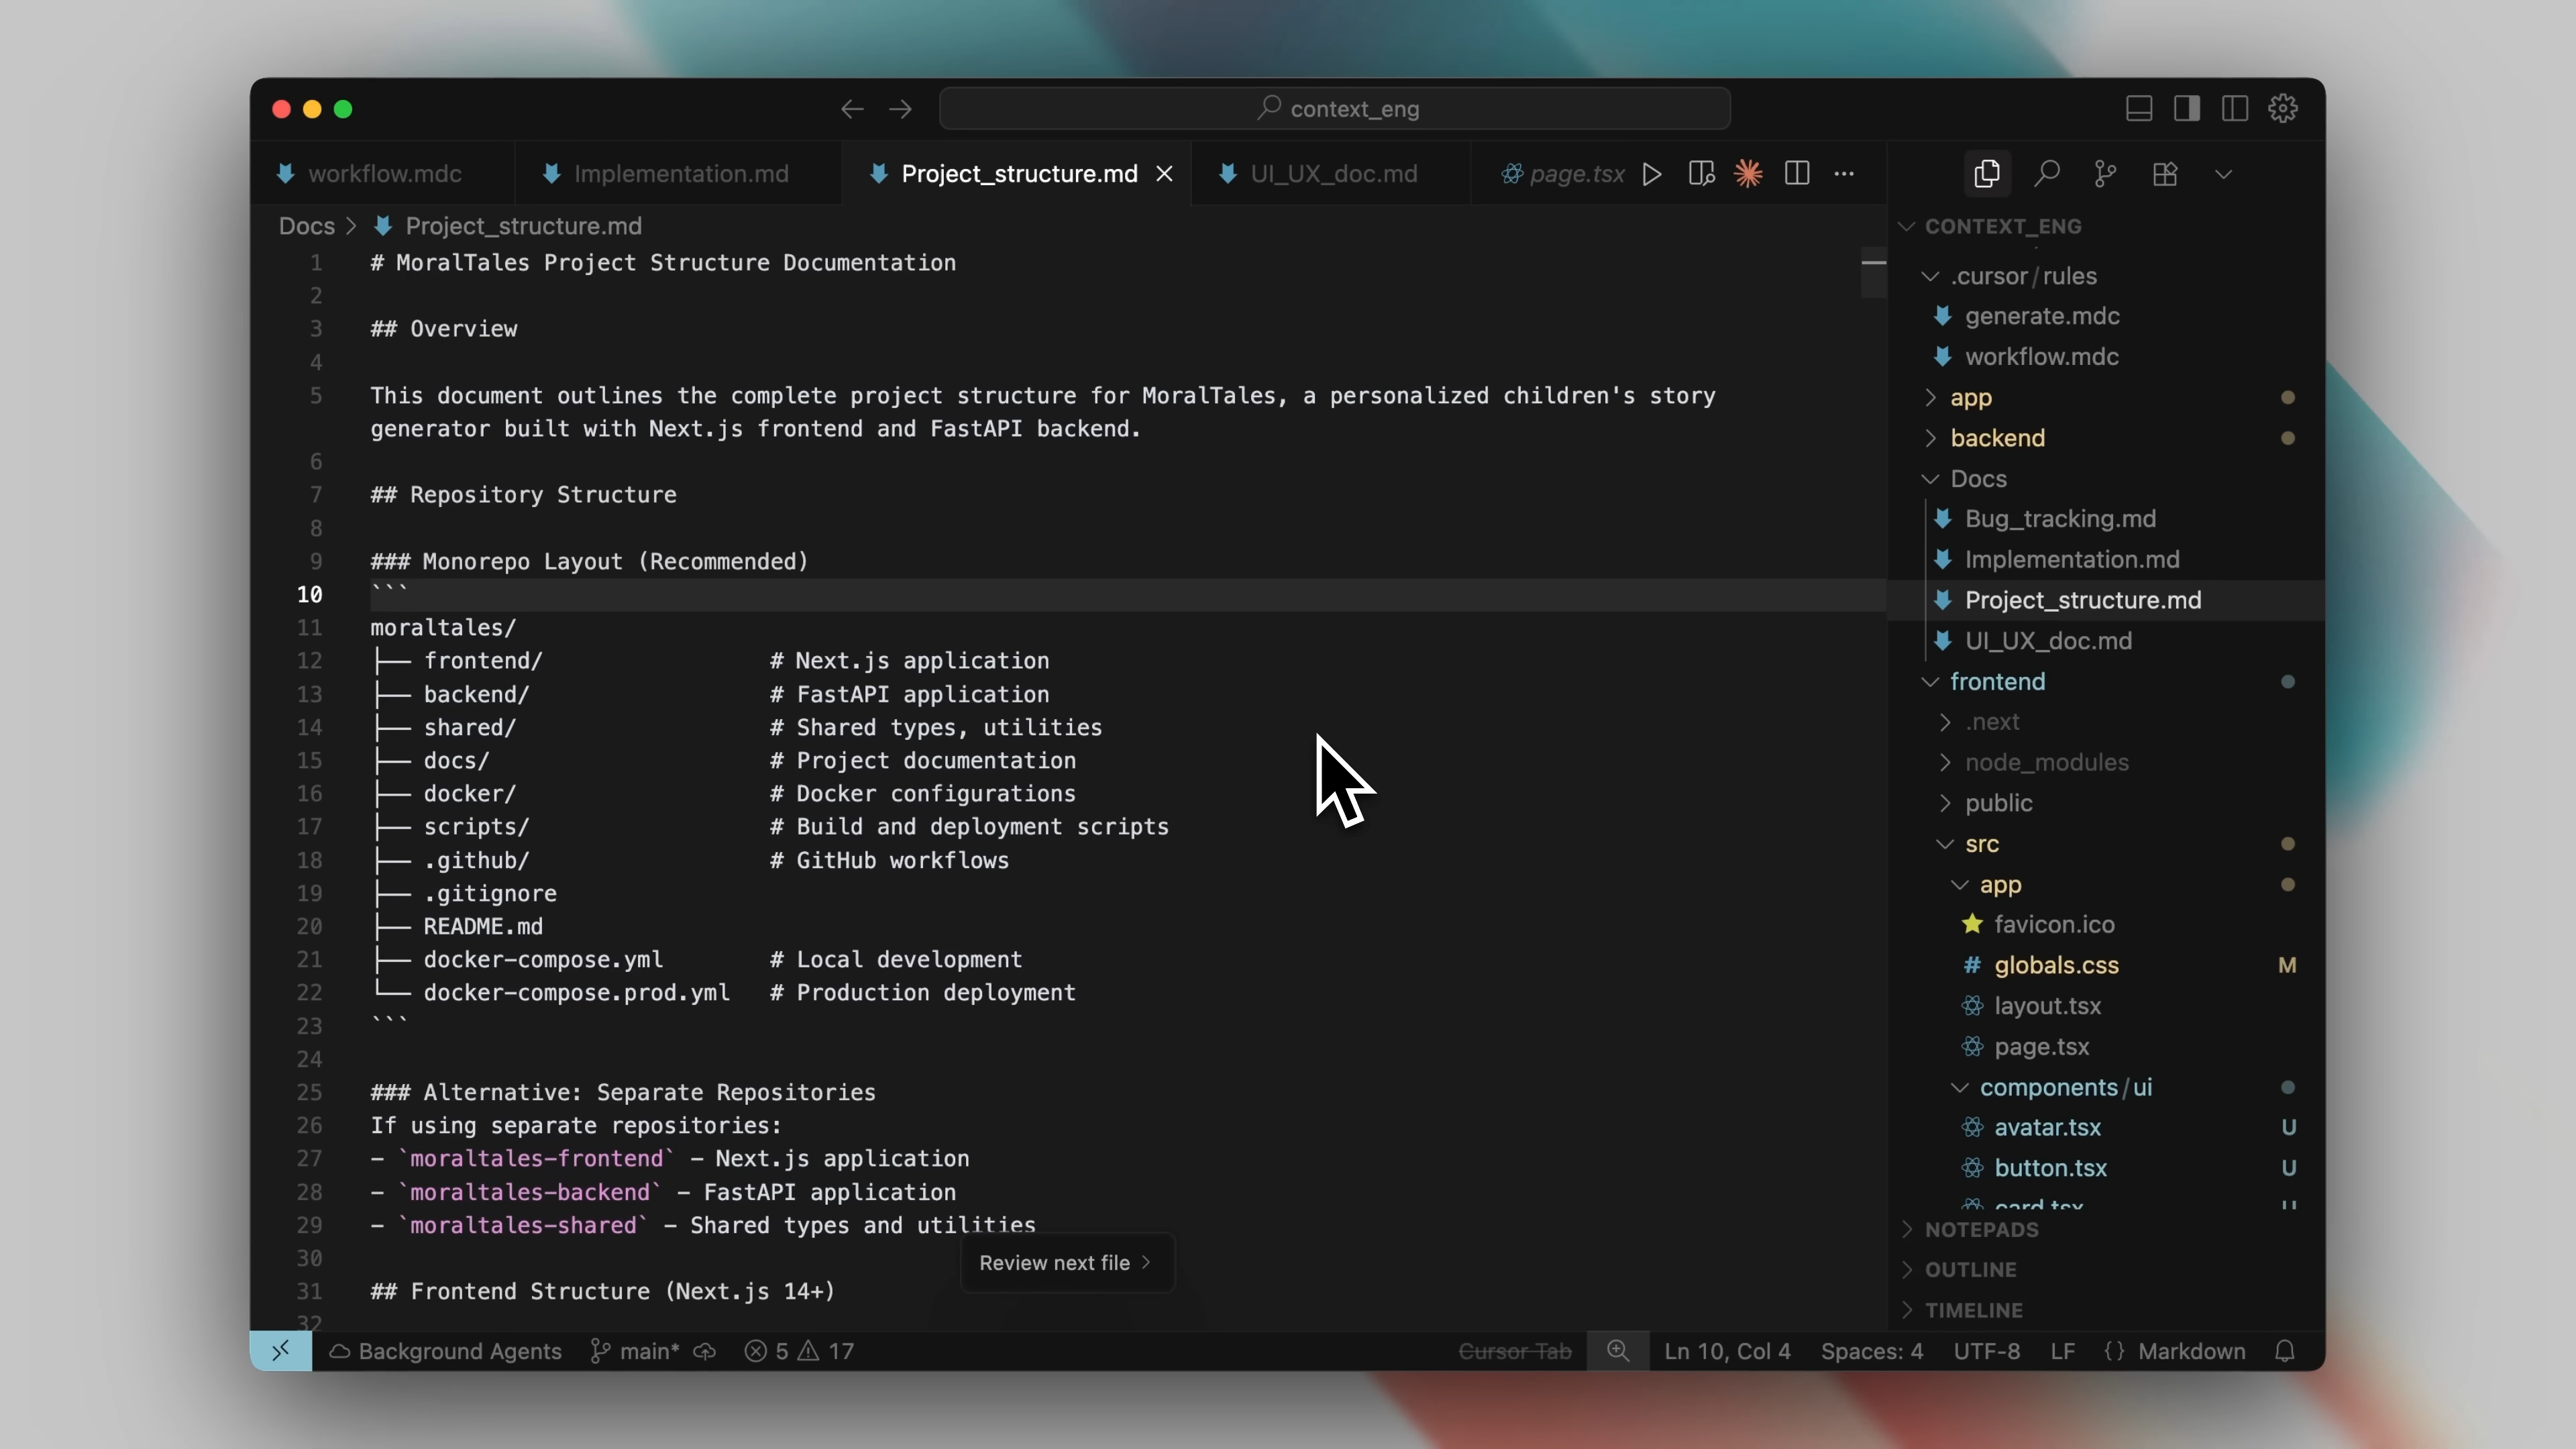 context_eng
workflow.mdc
Implementation.md
Project_structure.md
UI_UX_doc.md
page.tsx
Docs > Project_structure.md
1 # MoralTales Project Structure Documentation
2
3 ## Overview
4
5 This document outlines the complete project structure for MoralTales, a personalized children's story
generator built with Next.js frontend and FastAPI backend.
6
7 ## Repository Structure
8
9 ### Monorepo Layout (Recommended)
10 ```
11 moraltales/
12 ├── frontend/ # Next.js application
13 ├── backend/ # FastAPI application
14 ├── shared/ # Shared types, utilities
15 ├── docs/ # Project documentation
16 ├── docker/ # Docker configurations
17 ├── scripts/ # Build and deployment scripts
18 ├── .github/ # GitHub workflows
19 ├── .gitignore
20 ├── README.md
21 ├── docker-compose.yml # Local development
22 └── docker-compose.prod.yml # Production deployment
23 ```
24
25 ### Alternative: Separate Repositories
26 If using separate repositories:
27 - `moraltales-frontend` - Next.js application
28 - `moraltales-backend` - FastAPI application
29 - `moraltales-shared` - Shared types and utilities
30
31 ## Frontend Structure (Next.js 14+)
32
Review next file >
CONTEXT_ENG
.cursor/rules
generate.mdc
workflow.mdc
app
backend
Docs
Bug_tracking.md
Implementation.md
Project_structure.md
UI_UX_doc.md
frontend
.next
node_modules
public
src
app
favicon.ico
# globals.css M
layout.tsx
page.tsx
components/ui
avatar.tsx U
button.tsx U
card.tsx U
NOTEPADS
OUTLINE
TIMELINE
Background Agents
main*
5
17
Cursor Tab
Ln 10, Col 4
Spaces: 4
UTF-8
LF
{} Markdown